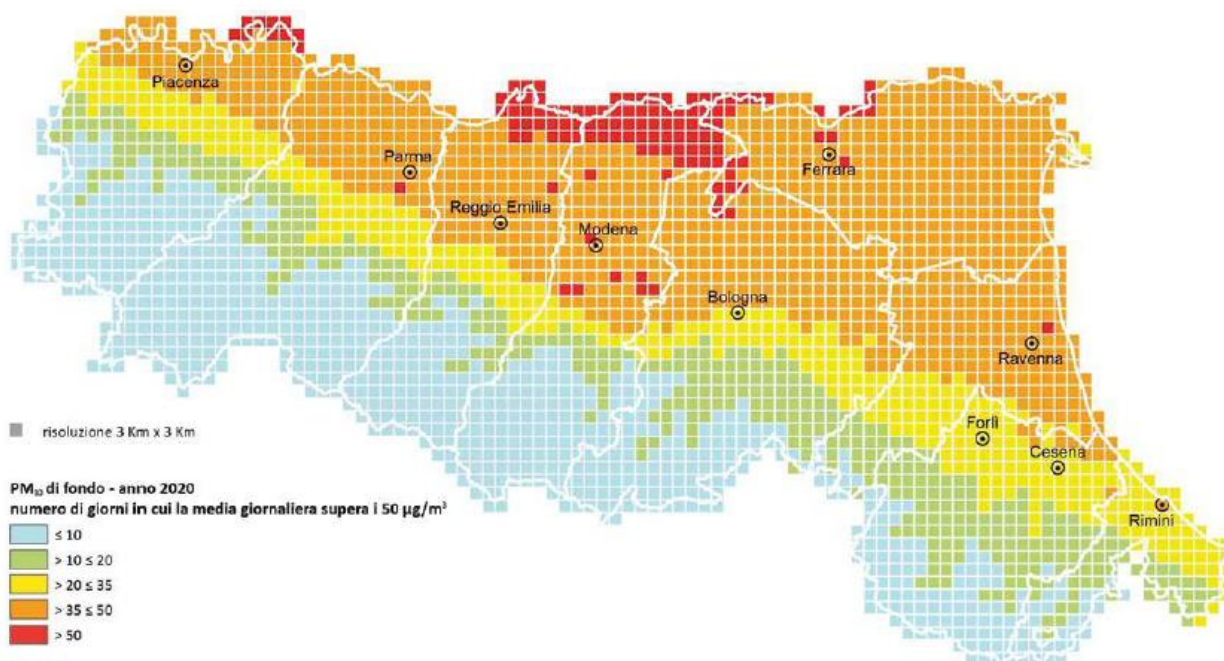 Piacenza
Parma
Ferrara
Reggio Emilia
Modena
Bologna
Ravenna
Forlì
Cesena
Rimini
risoluzione 3 Km x 3 Km
PM₁₀ di fondo - anno 2020
numero di giorni in cui la media giornaliera supera i 50 µg/m³
≤ 10
> 10 ≤ 20
> 20 ≤ 35
> 35 ≤ 50
> 50